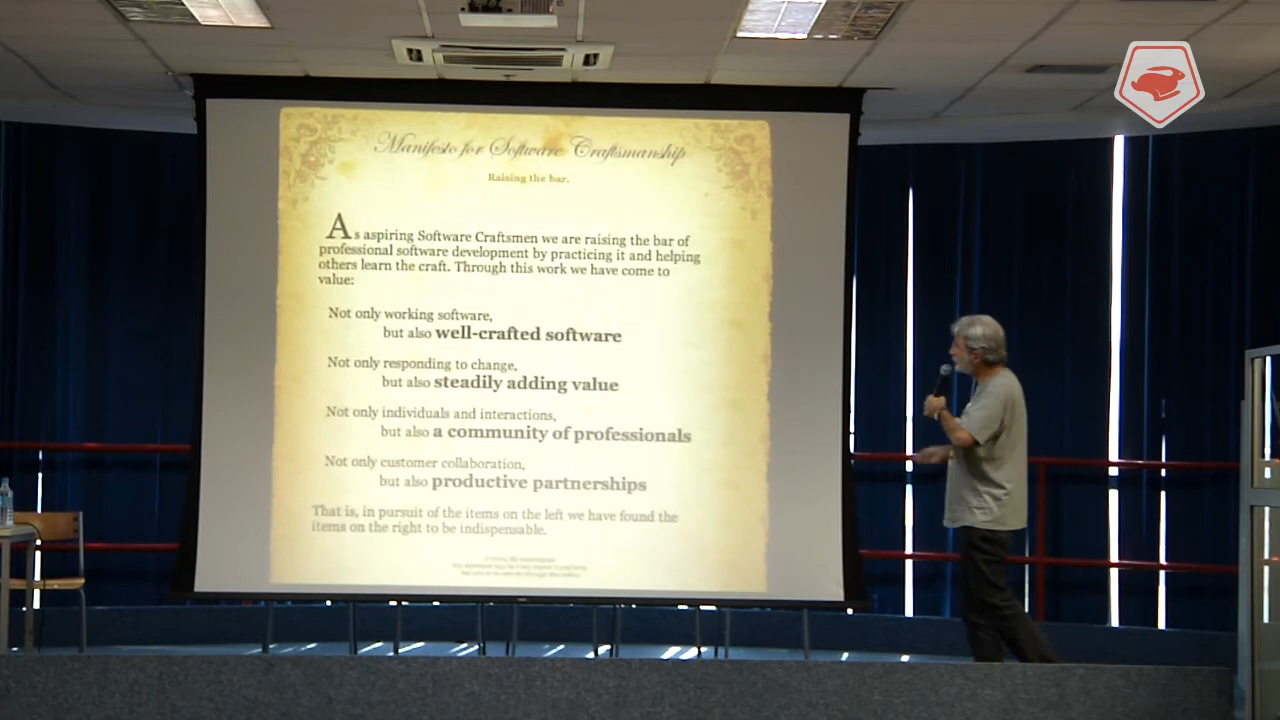 Manifesto for Software Craftsmanship
Raising the bar.
As aspiring Software Craftsmen we are raising the bar of
professional software development by practicing it and helping
others learn the craft. Through this work we have come to
value:
Not only working software,
but also well-crafted software
Not only responding to change,
but also steadily adding value
Not only individuals and interactions,
but also a community of professionals
Not only customer collaboration,
but also productive partnerships
That is, in pursuit of the items on the left we have found the
items on the right to be indispensable.